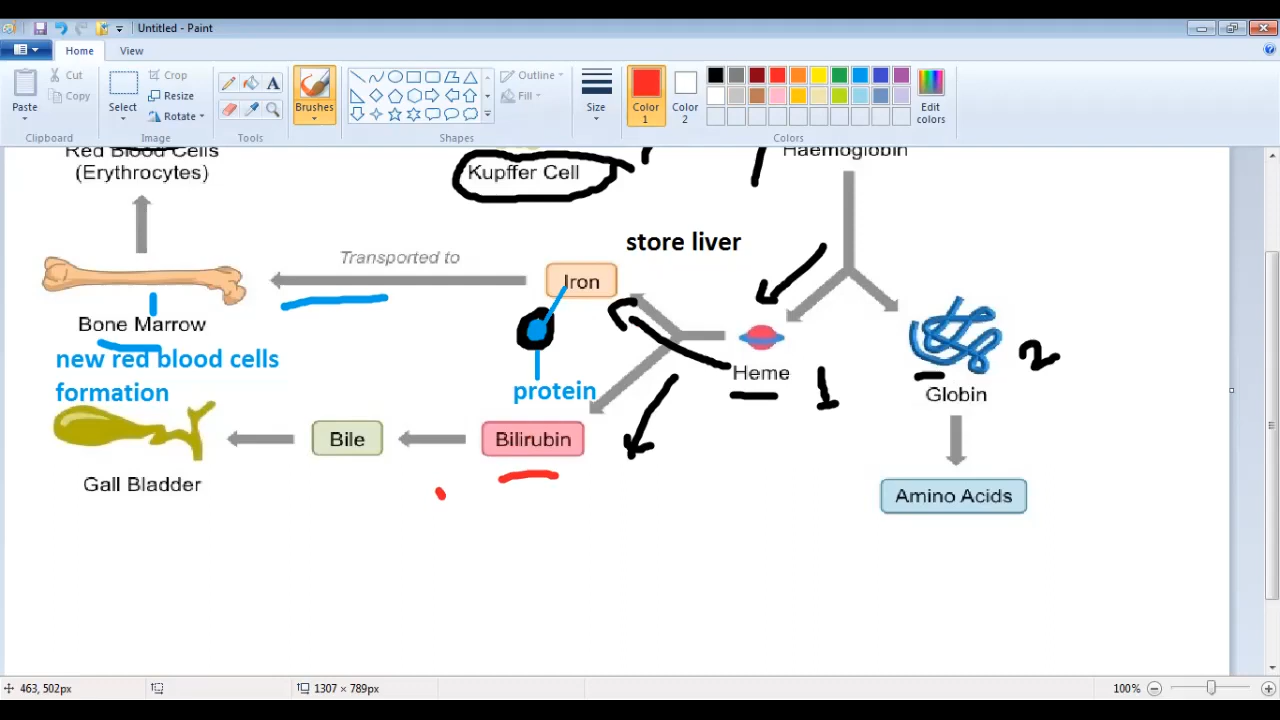 Untitled - Paint
Home
View
Paste
Cut
Copy
Clipboard
Select
Crop
Resize
Rotate
Image
Tools
Brushes
Shapes
Outline
Fill
Size
Color 1
Color 2
Edit colors
Colors
Red Blood Cells
(Erythrocytes)
Kupffer Cell
Haemoglobin
store liver
Transported to
Iron
Bone Marrow
new red blood cells
formation
protein
Heme
1
2
Globin
Bile
Bilirubin
Gall Bladder
Amino Acids
463, 502px
1307 × 789px
100%